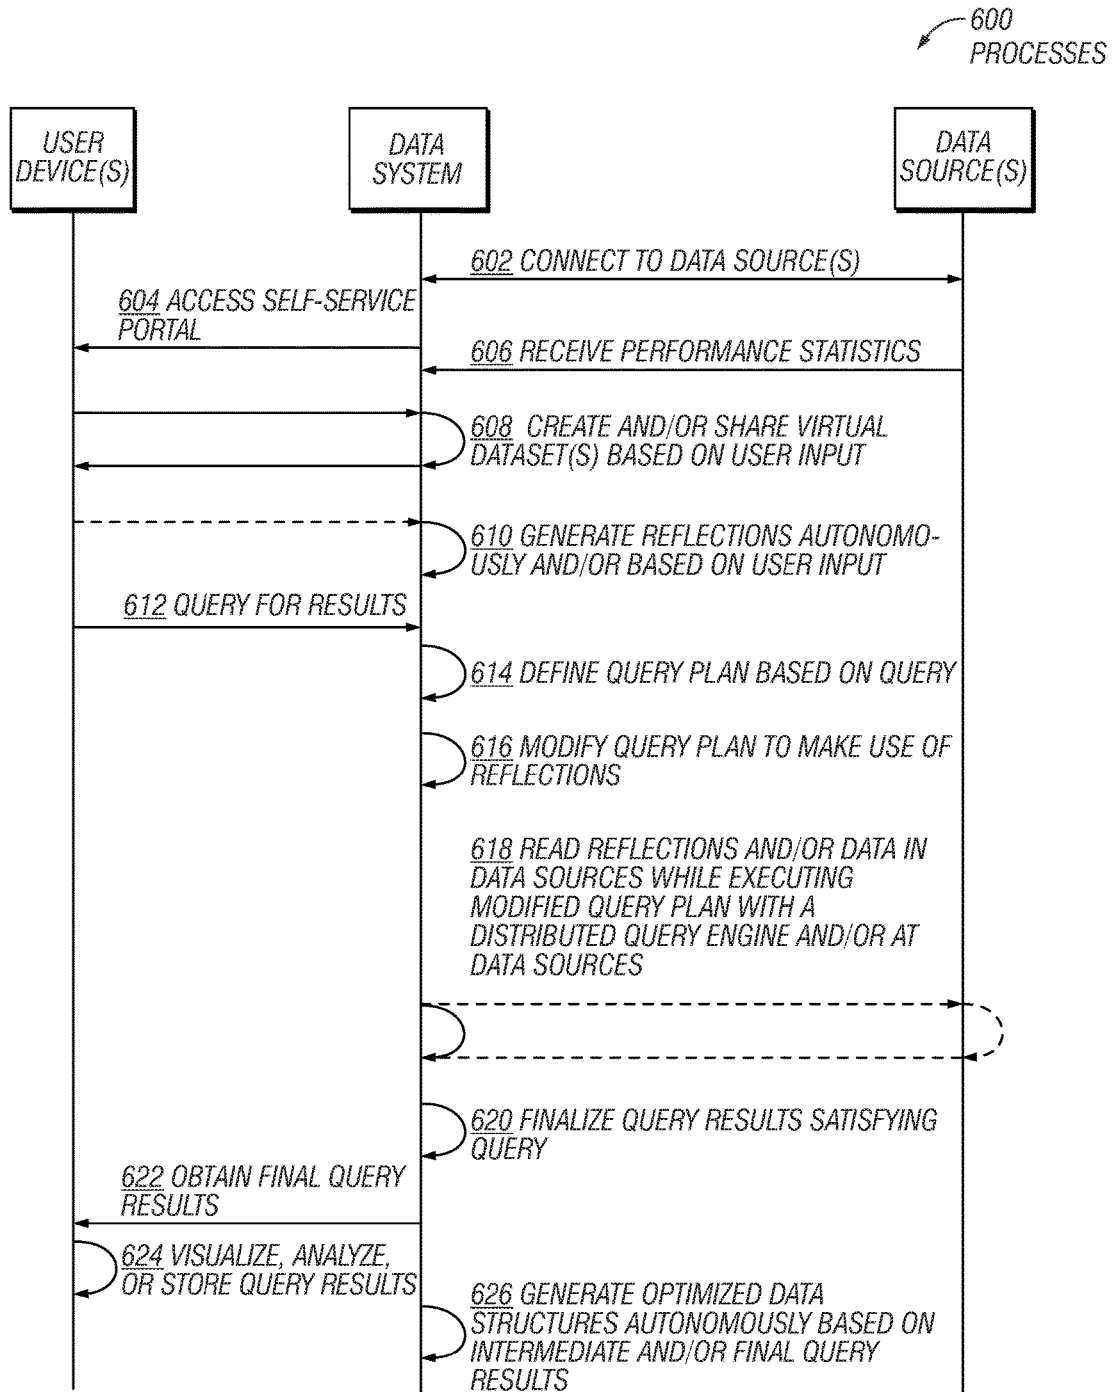 600
PROCESSES
USER
DEVICE(S)
DATA
SYSTEM
DATA
SOURCE(S)
602 CONNECT TO DATA SOURCE(S)
604 ACCESS SELF-SERVICE
PORTAL
606 RECEIVE PERFORMANCE STATISTICS
608 CREATE AND/OR SHARE VIRTUAL
DATASET(S) BASED ON USER INPUT
610 GENERATE REFLECTIONS AUTONOMO-
USLY AND/OR BASED ON USER INPUT
612 QUERY FOR RESULTS
614 DEFINE QUERY PLAN BASED ON QUERY
616 MODIFY QUERY PLAN TO MAKE USE OF
REFLECTIONS
618 READ REFLECTIONS AND/OR DATA IN
DATA SOURCES WHILE EXECUTING
MODIFIED QUERY PLAN WITH A
DISTRIBUTED QUERY ENGINE AND/OR AT
DATA SOURCES
620 FINALIZE QUERY RESULTS SATISFYING
QUERY
622 OBTAIN FINAL QUERY
RESULTS
624 VISUALIZE, ANALYZE,
OR STORE QUERY RESULTS
626 GENERATE OPTIMIZED DATA
STRUCTURES AUTONOMOUSLY BASED ON
INTERMEDIATE AND/OR FINAL QUERY
RESULTS